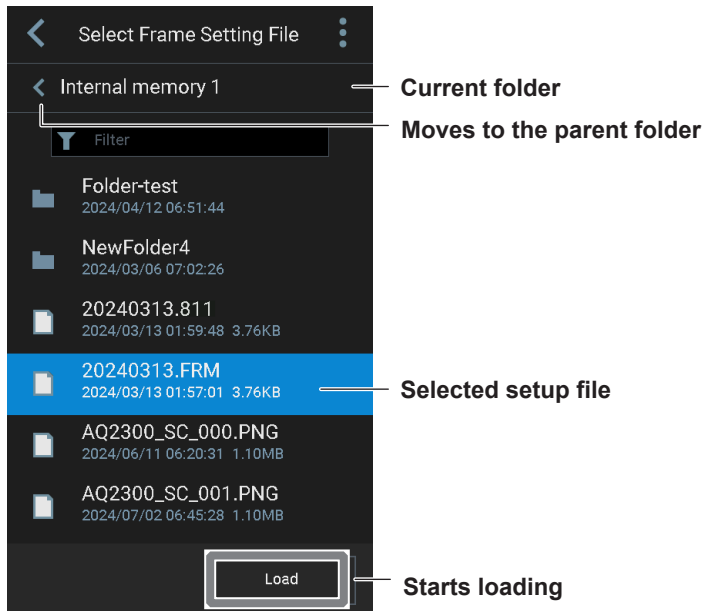 Select Frame Setting File
Internal memory 1
Current folder
Moves to the parent folder
Filter
Folder-test
2024/04/12 06:51:44
NewFolder4
2024/03/06 07:02:26
20240313.811
2024/03/13 01:59:48 3.76KB
20240313.FRM
2024/03/13 01:57:01 3.76KB
Selected setup file
AQ2300_SC_000.PNG
2024/06/11 06:20:31 1.10MB
AQ2300_SC_001.PNG
2024/07/02 06:45:28 1.10MB
Load
Starts loading